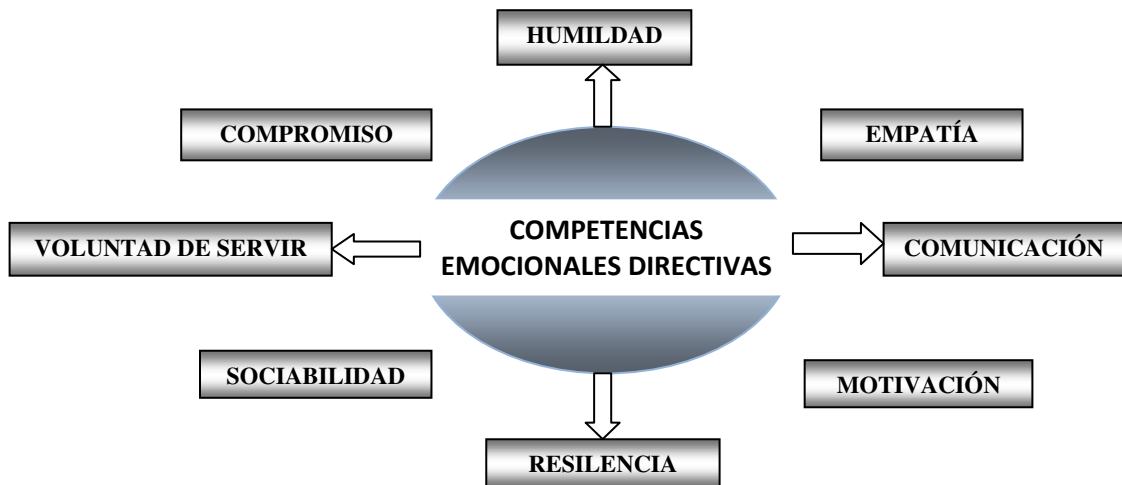 HUMILDAD
COMPROMISO
EMPATÍA
COMPETENCIAS
EMOCIONALES DIRECTIVAS
VOLUNTAD DE SERVIR
COMUNICACIÓN
SOCIABILIDAD
MOTIVACIÓN
RESILENCIA